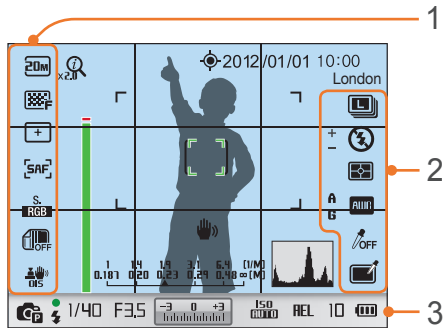 1
20M
x2.0
2012/01/01 10:00
London
L
F
+
SAF
S.
RGB
OFF
OIS
+
-
A
G
AWB
OFF
2
1 1.4 1.9 3.1 6.4 (1/M)
0.187 0.20 0.23 0.29 0.48 ∞ (M)
P 1/40 F3.5 -3 0 +3 ISO AUTO AEL 10
3